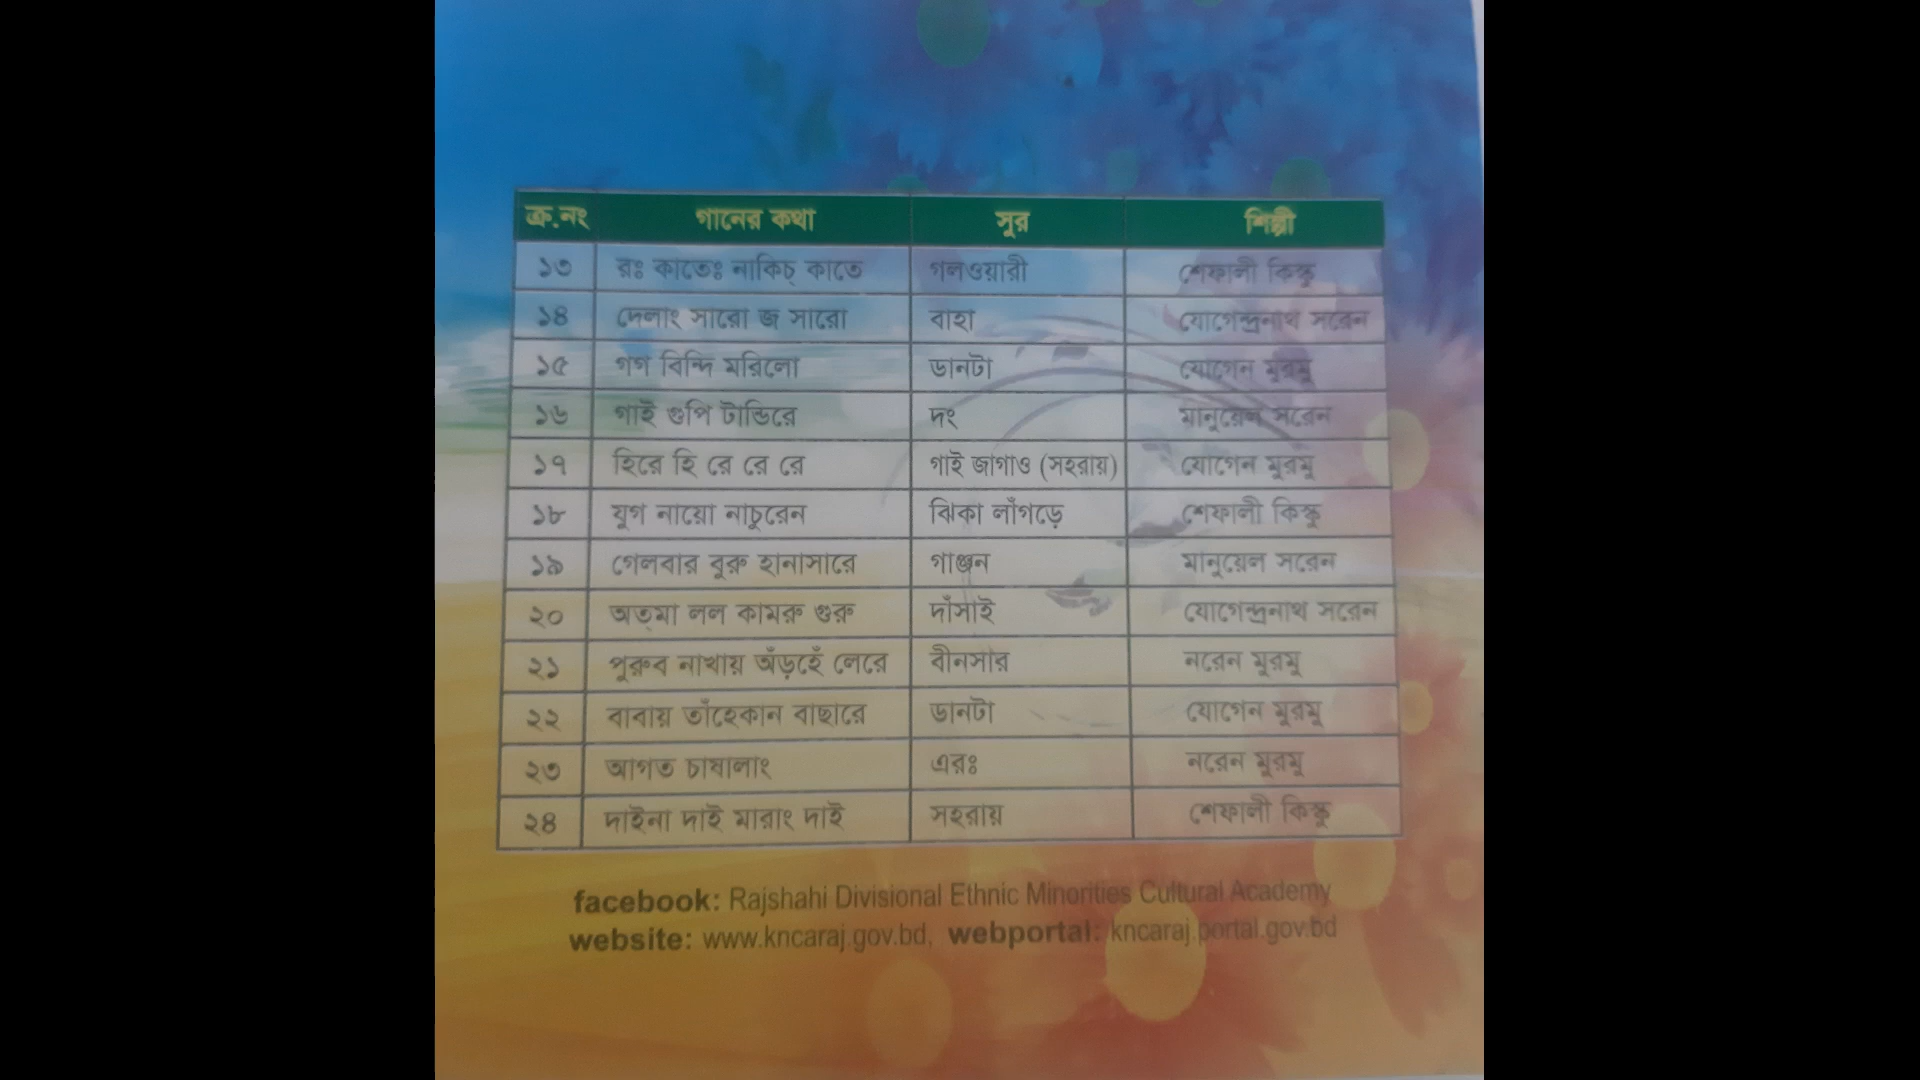 ক্র.নং গানের কথা সুর শিল্পী
১৩ রঃ কাতেঃ নাকিচ্ কাতে গলওয়ারী শেফালী কিস্কু
১৪ দেলাং সারো জ সারো বাহা যোগেন্দ্রনাথ সরেন
১৫ গগ বিন্দি মরিলো ডানটা যোগেন মুরমু
১৬ গাই গুপি টান্ডিরে দং মানুয়েল সরেন
১৭ হিরে হি রে রে রে গাই জাগাও (সহরায়) যোগেন মুরমু
১৮ যুগ নায়ো নাচুরেন ঝিকা লাঁগড়ে শেফালী কিস্কু
১৯ গেলবার বুরু হানাসারে গাঞ্জন মানুয়েল সরেন
২০ অত্মা লল কামরু গুরু দাঁসাই যোগেন্দ্রনাথ সরেন
২১ পুরুব নাখায় অঁড়হেঁ লেরে বীনসার নরেন মুরমু
২২ বাবায় তাঁহেকান বাছারে ডানটা যোগেন মুরমু
২৩ আগত চাষালাং এরঃ নরেন মুরমু
২৪ দাইনা দাই মারাং দাই সহরায় শেফালী কিস্কু
facebook: Rajshahi Divisional Ethnic Minorities Cultural Academy
website: www.kncaraj.gov.bd, webportal: kncaraj.portal.gov.bd